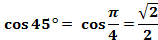 cos 45° = cos π/4 = √2/2